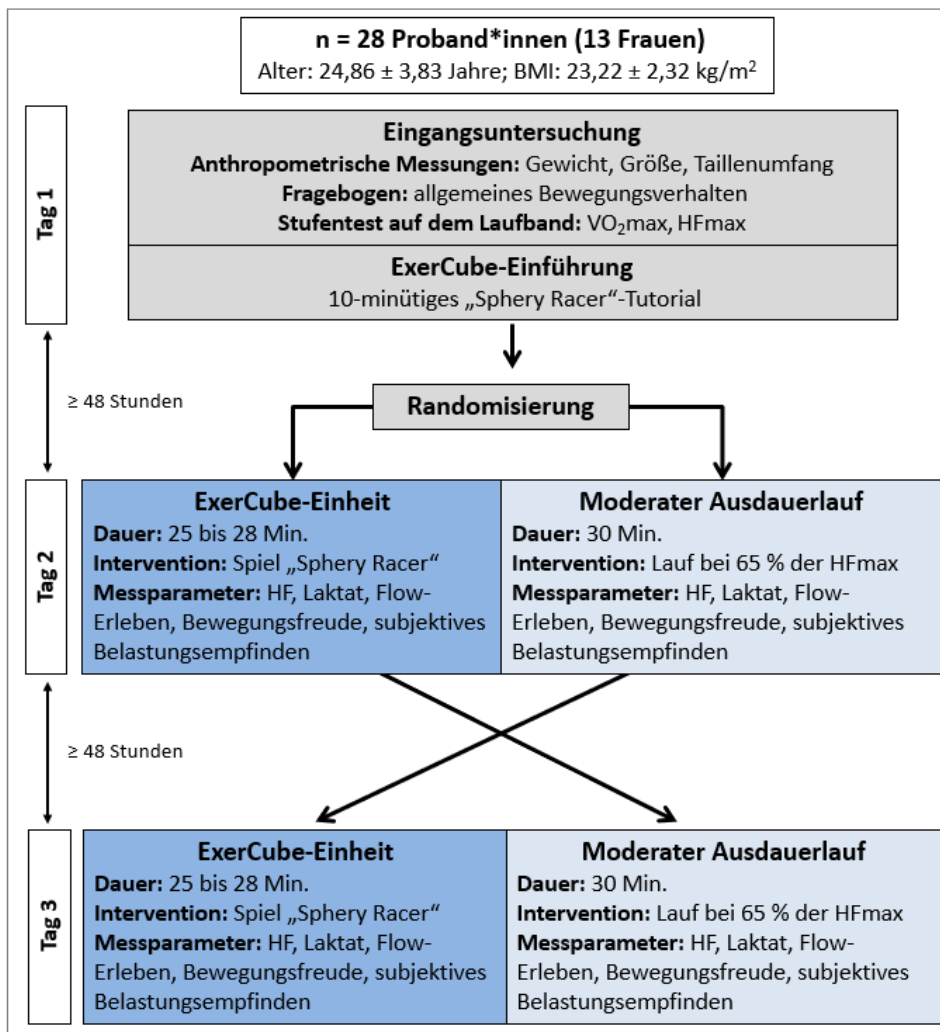 n = 28 Proband*innen (13 Frauen)
Alter: 24,86 ± 3,83 Jahre; BMI: 23,22 ± 2,32 kg/m²
Tag 1
Eingangsuntersuchung
Anthropometrische Messungen: Gewicht, Größe, Taillenumfang
Fragebogen: allgemeines Bewegungsverhalten
Stufentest auf dem Laufband: VO₂max, HFmax
ExerCube-Einführung
10-minütiges „Sphery Racer“-Tutorial
≥ 48 Stunden
Randomisierung
Tag 2
ExerCube-Einheit
Dauer: 25 bis 28 Min.
Intervention: Spiel „Sphery Racer“
Messparameter: HF, Laktat, Flow-
Erleben, Bewegungsfreude, subjektives
Belastungsempfinden
Moderater Ausdauerlauf
Dauer: 30 Min.
Intervention: Lauf bei 65 % der HFmax
Messparameter: HF, Laktat, Flow-
Erleben, Bewegungsfreude, subjektives
Belastungsempfinden
≥ 48 Stunden
Tag 3
ExerCube-Einheit
Dauer: 25 bis 28 Min.
Intervention: Spiel „Sphery Racer“
Messparameter: HF, Laktat, Flow-
Erleben, Bewegungsfreude, subjektives
Belastungsempfinden
Moderater Ausdauerlauf
Dauer: 30 Min.
Intervention: Lauf bei 65 % der HFmax
Messparameter: HF, Laktat, Flow-
Erleben, Bewegungsfreude, subjektives
Belastungsempfinden